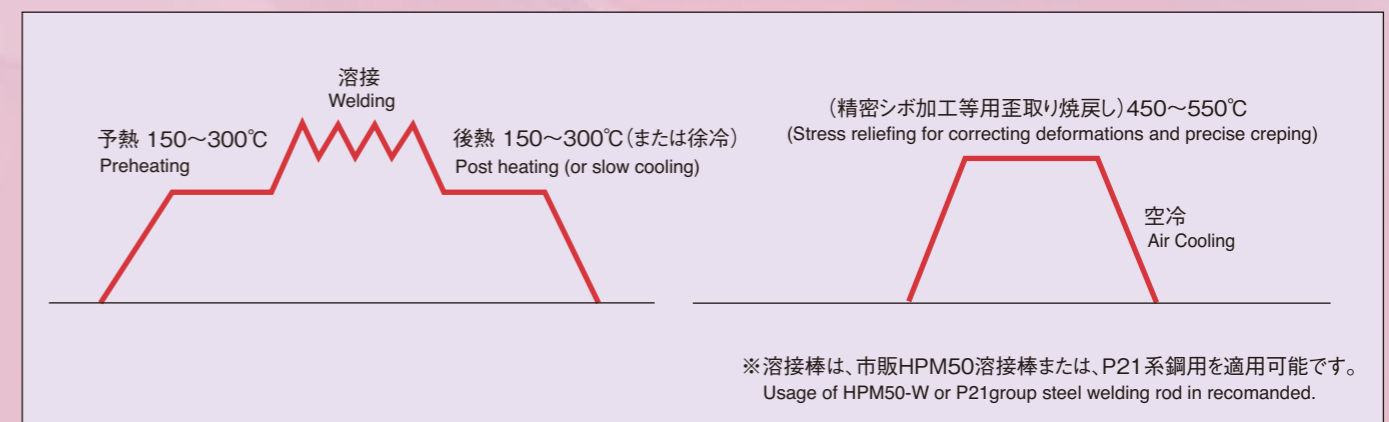 溶接
Welding
予熱 150〜300℃
Preheating
後熱 150〜300℃(または徐冷)
Post heating (or slow cooling)
(精密シボ加工等用歪取り焼戻し)450〜550℃
(Stress reliefing for correcting deformations and precise creping)
空冷
Air Cooling
※溶接棒は、市販HPM50溶接棒または、P21系鋼用を適用可能です。
Usage of HPM50-W or P21group steel welding rod in recomanded.